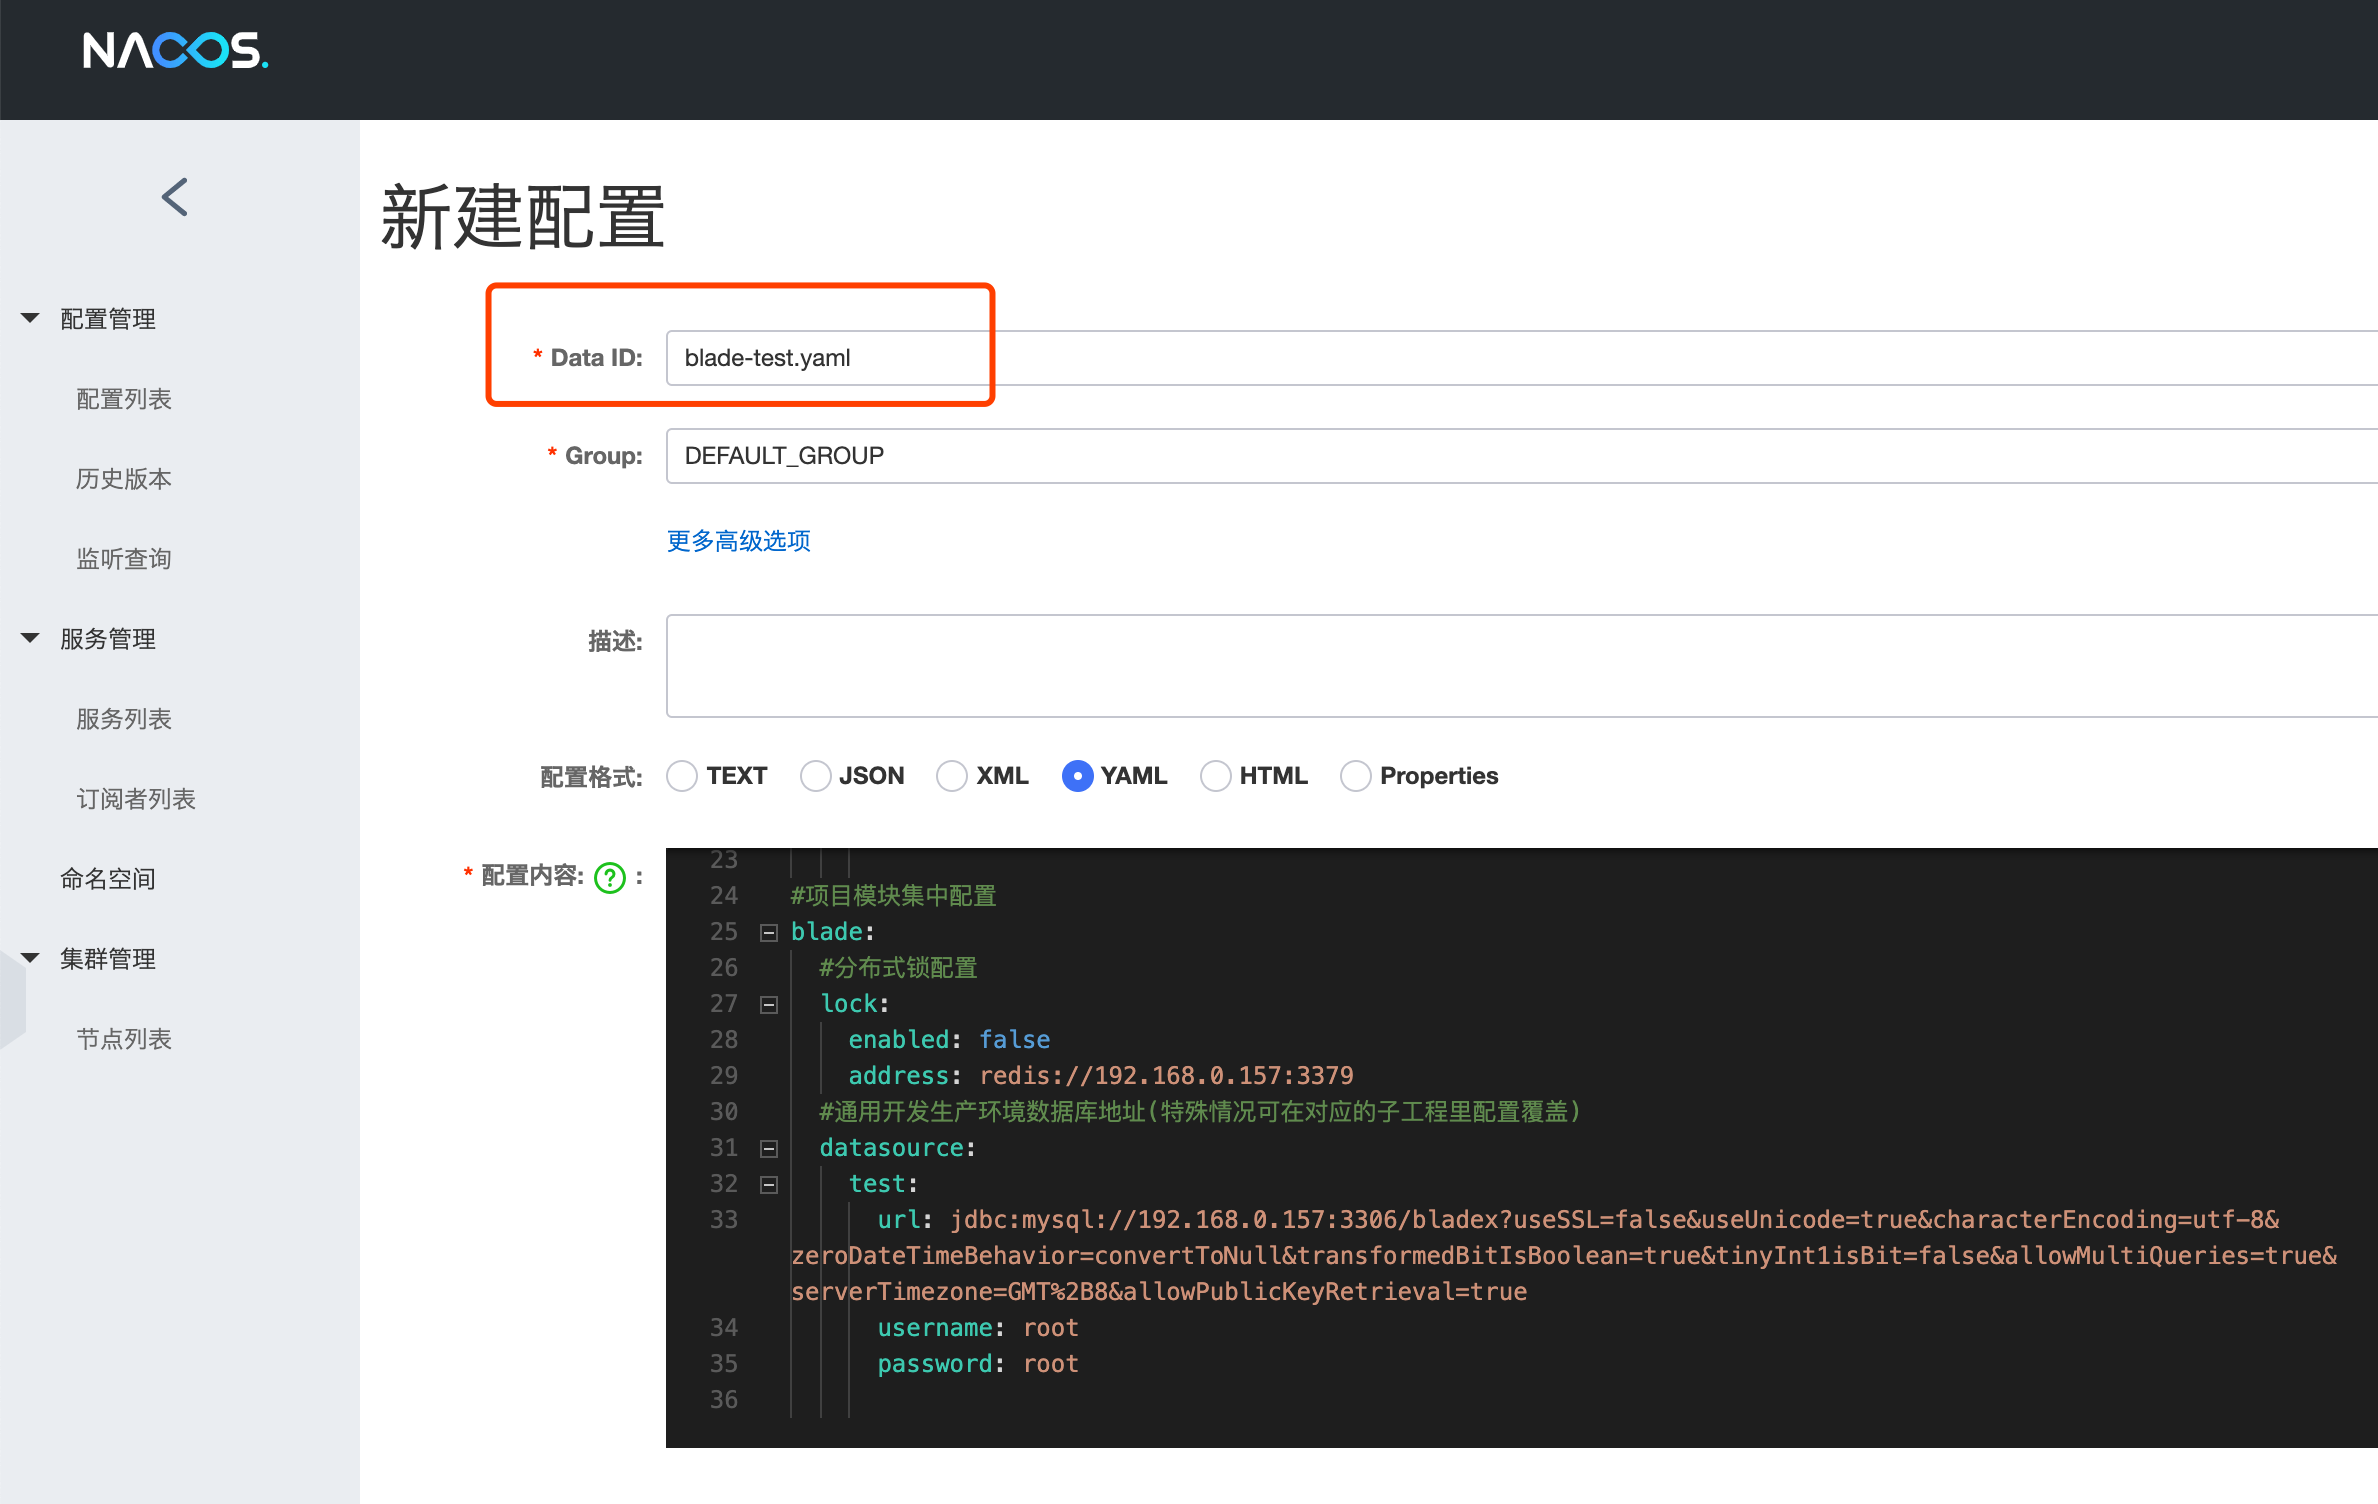 NACOS.
新建配置
配置管理
配置列表
历史版本
监听查询
服务管理
服务列表
订阅者列表
命名空间
集群管理
节点列表
* Data ID: blade-test.yaml
* Group: DEFAULT_GROUP
更多高级选项
描述:
配置格式: TEXT JSON XML YAML HTML Properties
* 配置内容: ? :
23
24 #项目模块集中配置
25 blade:
26 #分布式锁配置
27 lock:
28 enabled: false
29 address: redis://192.168.0.157:3379
30 #通用开发生产环境数据库地址(特殊情况可在对应的子工程里配置覆盖)
31 datasource:
32 test:
33 url: jdbc:mysql://192.168.0.157:3306/bladex?useSSL=false&useUnicode=true&characterEncoding=utf-8&
zeroDateTimeBehavior=convertToNull&transformedBitIsBoolean=true&tinyInt1isBit=false&allowMultiQueries=true&
serverTimezone=GMT%2B8&allowPublicKeyRetrieval=true
34 username: root
35 password: root
36